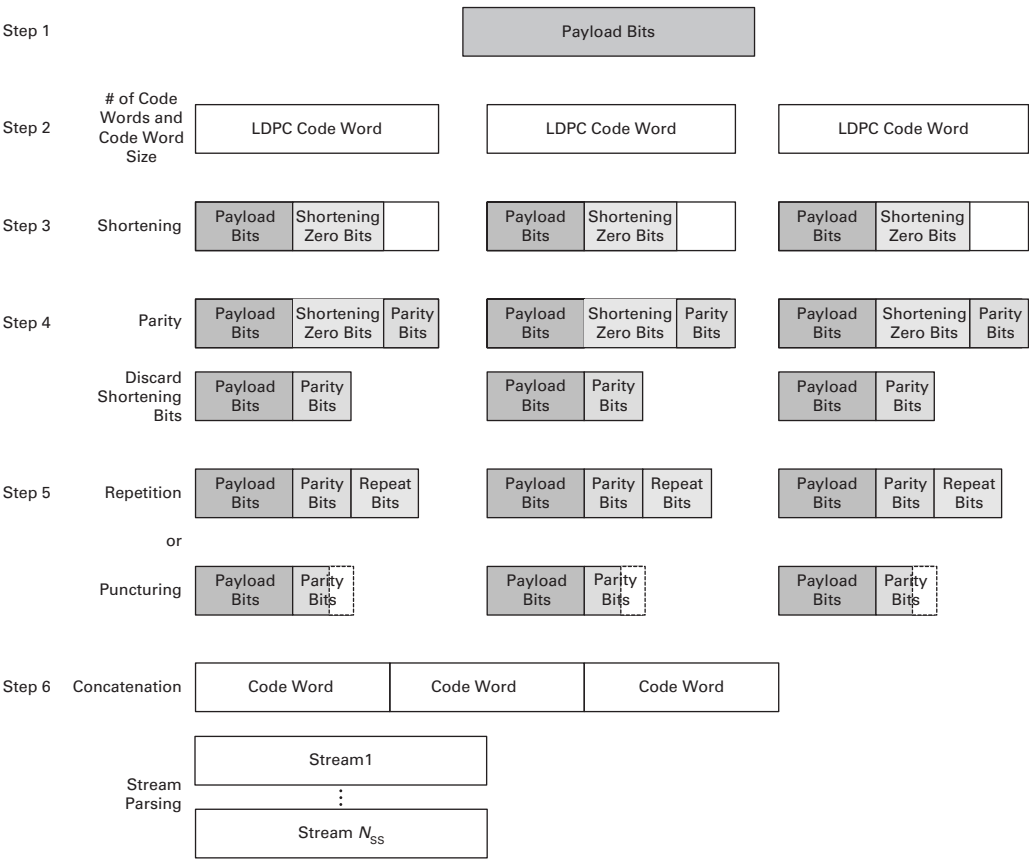 Step 1
Payload Bits
Step 2
# of Code
Words and
Code Word
Size
LDPC Code Word
LDPC Code Word
LDPC Code Word
Step 3
Shortening
Payload
Bits
Shortening
Zero Bits
Payload
Bits
Shortening
Zero Bits
Payload
Bits
Shortening
Zero Bits
Step 4
Parity
Payload
Bits
Shortening
Zero Bits
Parity
Bits
Payload
Bits
Shortening
Zero Bits
Parity
Bits
Payload
Bits
Shortening
Zero Bits
Parity
Bits
Discard
Shortening
Bits
Payload
Bits
Parity
Bits
Payload
Bits
Parity
Bits
Payload
Bits
Parity
Bits
Step 5
Repetition
Payload
Bits
Parity
Bits
Repeat
Bits
Payload
Bits
Parity
Bits
Repeat
Bits
Payload
Bits
Parity
Bits
Repeat
Bits
or
Puncturing
Payload
Bits
Parity
Bits
Payload
Bits
Parity
Bits
Payload
Bits
Parity
Bits
Step 6
Concatenation
Code Word
Code Word
Code Word
Stream
Parsing
Stream1
Stream N_SS